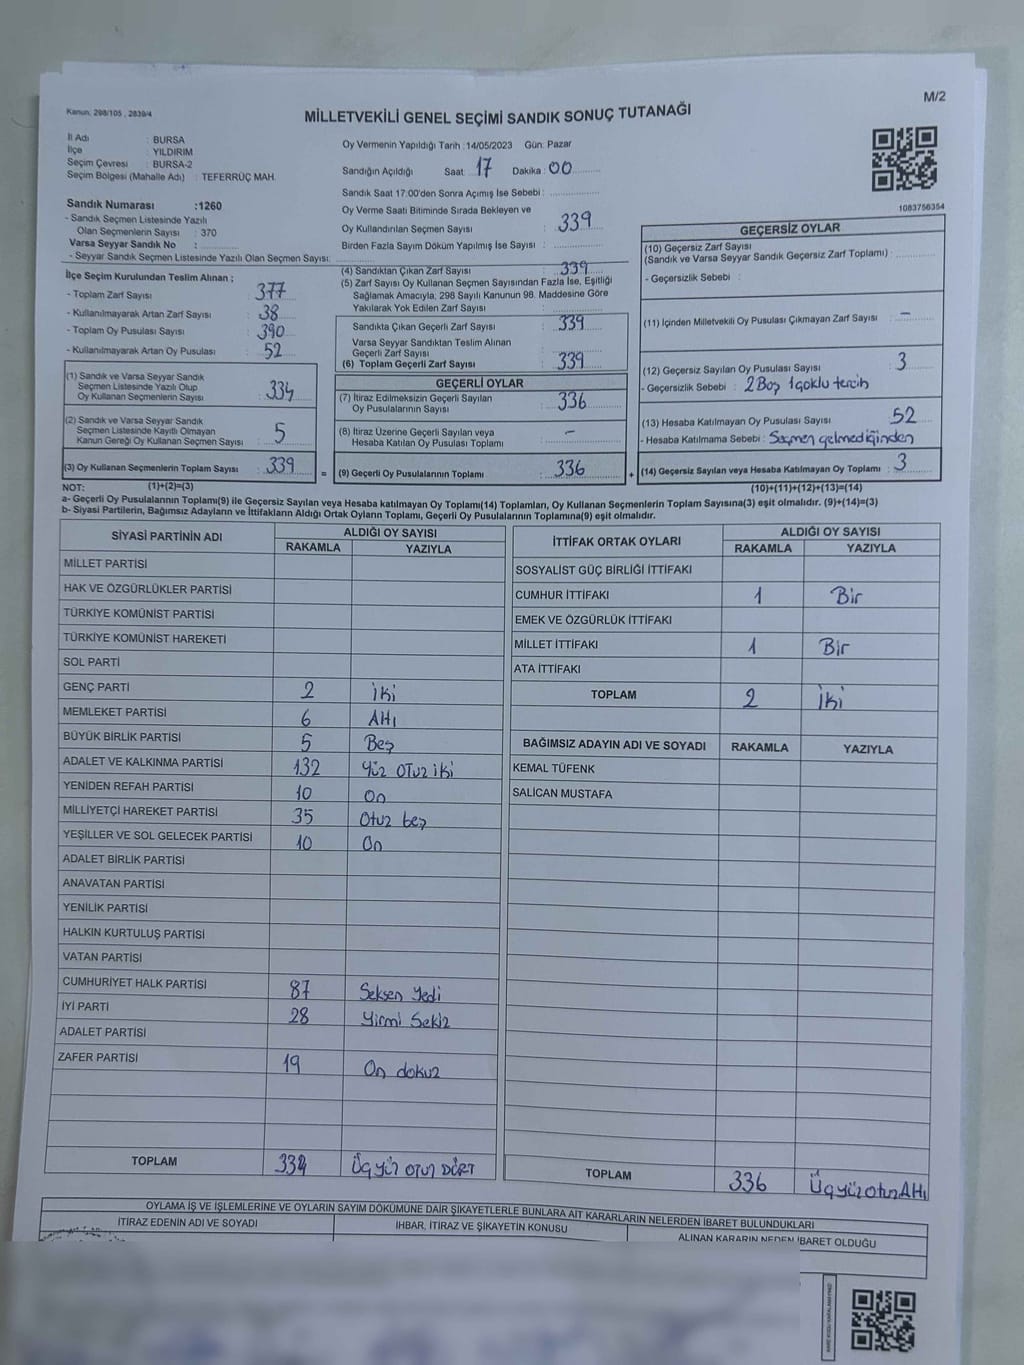 M/2
Kanun: 298/105 , 2839/4
MİLLETVEKİLİ GENEL SEÇİMİ SANDIK SONUÇ TUTANAĞI
İl Adı : BURSA
İlçe : YILDIRIM
Seçim Çevresi : BURSA-2
Seçim Bölgesi (Mahalle Adı) : TEFERRÜÇ MAH.
Sandık Numarası :1260
- Sandık Seçmen Listesinde Yazılı
Olan Seçmenlerin Sayısı : 370
Varsa Seyyar Sandık No :
- Seyyar Sandık Seçmen Listesinde Yazılı Olan Seçmen Sayısı:
Oy Vermenin Yapıldığı Tarih :14/05/2023 Gün: Pazar
Sandığın Açıldığı Saat: 17 Dakika: 00
Sandık Saat 17:00'den Sonra Açımış İse Sebebi :
Oy Verme Saati Bitiminde Sırada Bekleyen ve
Oy Kullandırılan Seçmen Sayısı : 339
Birden Fazla Sayım Döküm Yapılmış İse Sayısı :
1083756354
İlçe Seçim Kurulundan Teslim Alınan ;
- Toplam Zarf Sayısı : 377
- Kullanılmayarak Artan Zarf Sayısı : 38
- Toplam Oy Pusulası Sayısı : 390
- Kullanılmayarak Artan Oy Pusulası : 52
(4) Sandıktan Çıkan Zarf Sayısı : 339
(5) Zarf Sayısı Oy Kullanan Seçmen Sayısından Fazla İse, Eşitliği
Sağlamak Amacıyla, 298 Sayılı Kanunun 98. Maddesine Göre
Yakılarak Yok Edilen Zarf Sayısı :
Sandıkta Çıkan Geçerli Zarf Sayısı : 339
Varsa Seyyar Sandıktan Teslim Alınan
Geçerli Zarf Sayısı :
(6) Toplam Geçerli Zarf Sayısı : 339
GEÇERSİZ OYLAR
(10) Geçersiz Zarf Sayısı
(Sandık ve Varsa Seyyar Sandık Geçersiz Zarf Toplamı) :
- Geçersizlik Sebebi :
(11) İçinden Milletvekili Oy Pusulası Çıkmayan Zarf Sayısı : -
(12) Geçersiz Sayılan Oy Pusulası Sayısı : 3
- Geçersizlik Sebebi : 2 Boş 1 çoklu tercih
(13) Hesaba Katılmayan Oy Pusulası Sayısı : 52
- Hesaba Katılmama Sebebi : Seçmen gelmediğinden
(14) Geçersiz Sayılan veya Hesaba Katılmayan Oy Toplamı : 3
(1) Sandık ve Varsa Seyyar Sandık
Seçmen Listesinde Yazılı Olup
Oy Kullanan Seçmenlerin Sayısı : 334
(2) Sandık ve Varsa Seyyar Sandık
Seçmen Listesinde Kayıtlı Olmayan
Kanun Gereği Oy Kullanan Seçmen Sayısı : 5
(3) Oy Kullanan Seçmenlerin Toplam Sayısı : 339
=
GEÇERLİ OYLAR
(7) İtiraz Edilmeksizin Geçerli Sayılan
Oy Pusulalarının Sayısı : 336
(8) İtiraz Üzerine Geçerli Sayılan veya
Hesaba Katılan Oy Pusulası Toplamı : -
(9) Geçerli Oy Pusulalarının Toplamı : 336
+
NOT: (1)+(2)=(3)
(10)+(11)+(12)+(13)=(14)
a- Geçerli Oy Pusulalarının Toplamı(9) ile Geçersiz Sayılan veya Hesaba katılmayan Oy Toplamı(14) Toplamları, Oy Kullanan Seçmenlerin Toplam Sayısına(3) eşit olmalıdır. (9)+(14)=(3)
b- Siyasi Partilerin, Bağımsız Adayların ve İttifakların Aldığı Ortak Oyların Toplamı, Geçerli Oy Pusulalarının Toplamına(9) eşit olmalıdır.
SİYASİ PARTİNİN ADI ALDIĞI OY SAYISI
RAKAMLA YAZIYLA
MİLLET PARTİSİ
HAK VE ÖZGÜRLÜKLER PARTİSİ
TÜRKİYE KOMÜNİST PARTİSİ
TÜRKİYE KOMÜNİST HAREKETİ
SOL PARTİ
GENÇ PARTİ 2 İki
MEMLEKET PARTİSİ 6 Altı
BÜYÜK BİRLİK PARTİSİ 5 Beş
ADALET VE KALKINMA PARTİSİ 132 Yüz OTuz iki
YENİDEN REFAH PARTİSİ 10 On
MİLLİYETÇİ HAREKET PARTİSİ 35 Otuz beş
YEŞİLLER VE SOL GELECEK PARTİSİ 10 On
ADALET BİRLİK PARTİSİ
ANAVATAN PARTİSİ
YENİLİK PARTİSİ
HALKIN KURTULUŞ PARTİSİ
VATAN PARTİSİ
CUMHURİYET HALK PARTİSİ 87 Seksen Yedi
İYİ PARTİ 28 Yirmi Sekiz
ADALET PARTİSİ
ZAFER PARTİSİ 19 On dokuz
TOPLAM 334 Üçyüz OTUZ DÖRT
İTTİFAK ORTAK OYLARI ALDIĞI OY SAYISI
RAKAMLA YAZIYLA
SOSYALİST GÜÇ BİRLİĞİ İTTİFAKI
CUMHUR İTTİFAKI 1 Bir
EMEK VE ÖZGÜRLÜK İTTİFAKI
MİLLET İTTİFAKI 1 Bir
ATA İTTİFAKI
TOPLAM 2 İki
BAĞIMSIZ ADAYIN ADI VE SOYADI RAKAMLA YAZIYLA
KEMAL TÜFENK
SALİCAN MUSTAFA
TOPLAM 336 Üçyüz Otuz Altı
OYLAMA İŞ VE İŞLEMLERİNE VE OYLARIN SAYIM DÖKÜMÜNE DAİR ŞİKAYETLERLE BUNLARA AİT KARARLARIN NELERDEN İBARET BULUNDUKLARI
İTİRAZ EDENİN ADI VE SOYADI İHBAR, İTİRAZ VE ŞİKAYETİN KONUSU ALINAN KARARIN NEDEN İBARET OLDUĞU